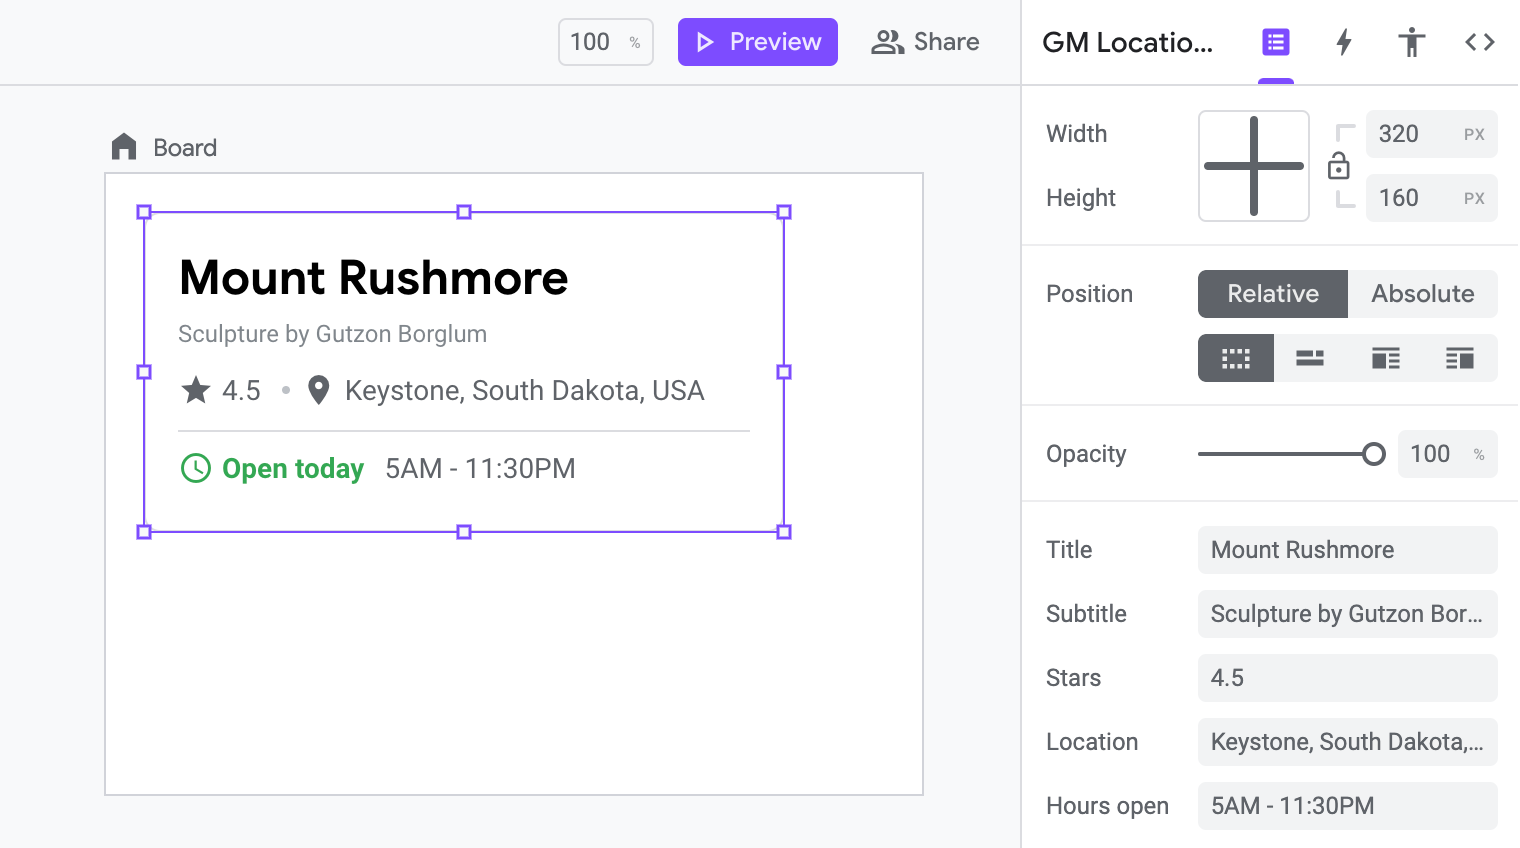 100 %
Preview
Share
GM Locatio...
Board
Mount Rushmore
Sculpture by Gutzon Borglum
4.5 • Keystone, South Dakota, USA
Open today 5AM - 11:30PM
Width 320 PX
Height 160 PX
Position Relative Absolute
Opacity 100 %
Title Mount Rushmore
Subtitle Sculpture by Gutzon Bor...
Stars 4.5
Location Keystone, South Dakota,...
Hours open 5AM - 11:30PM